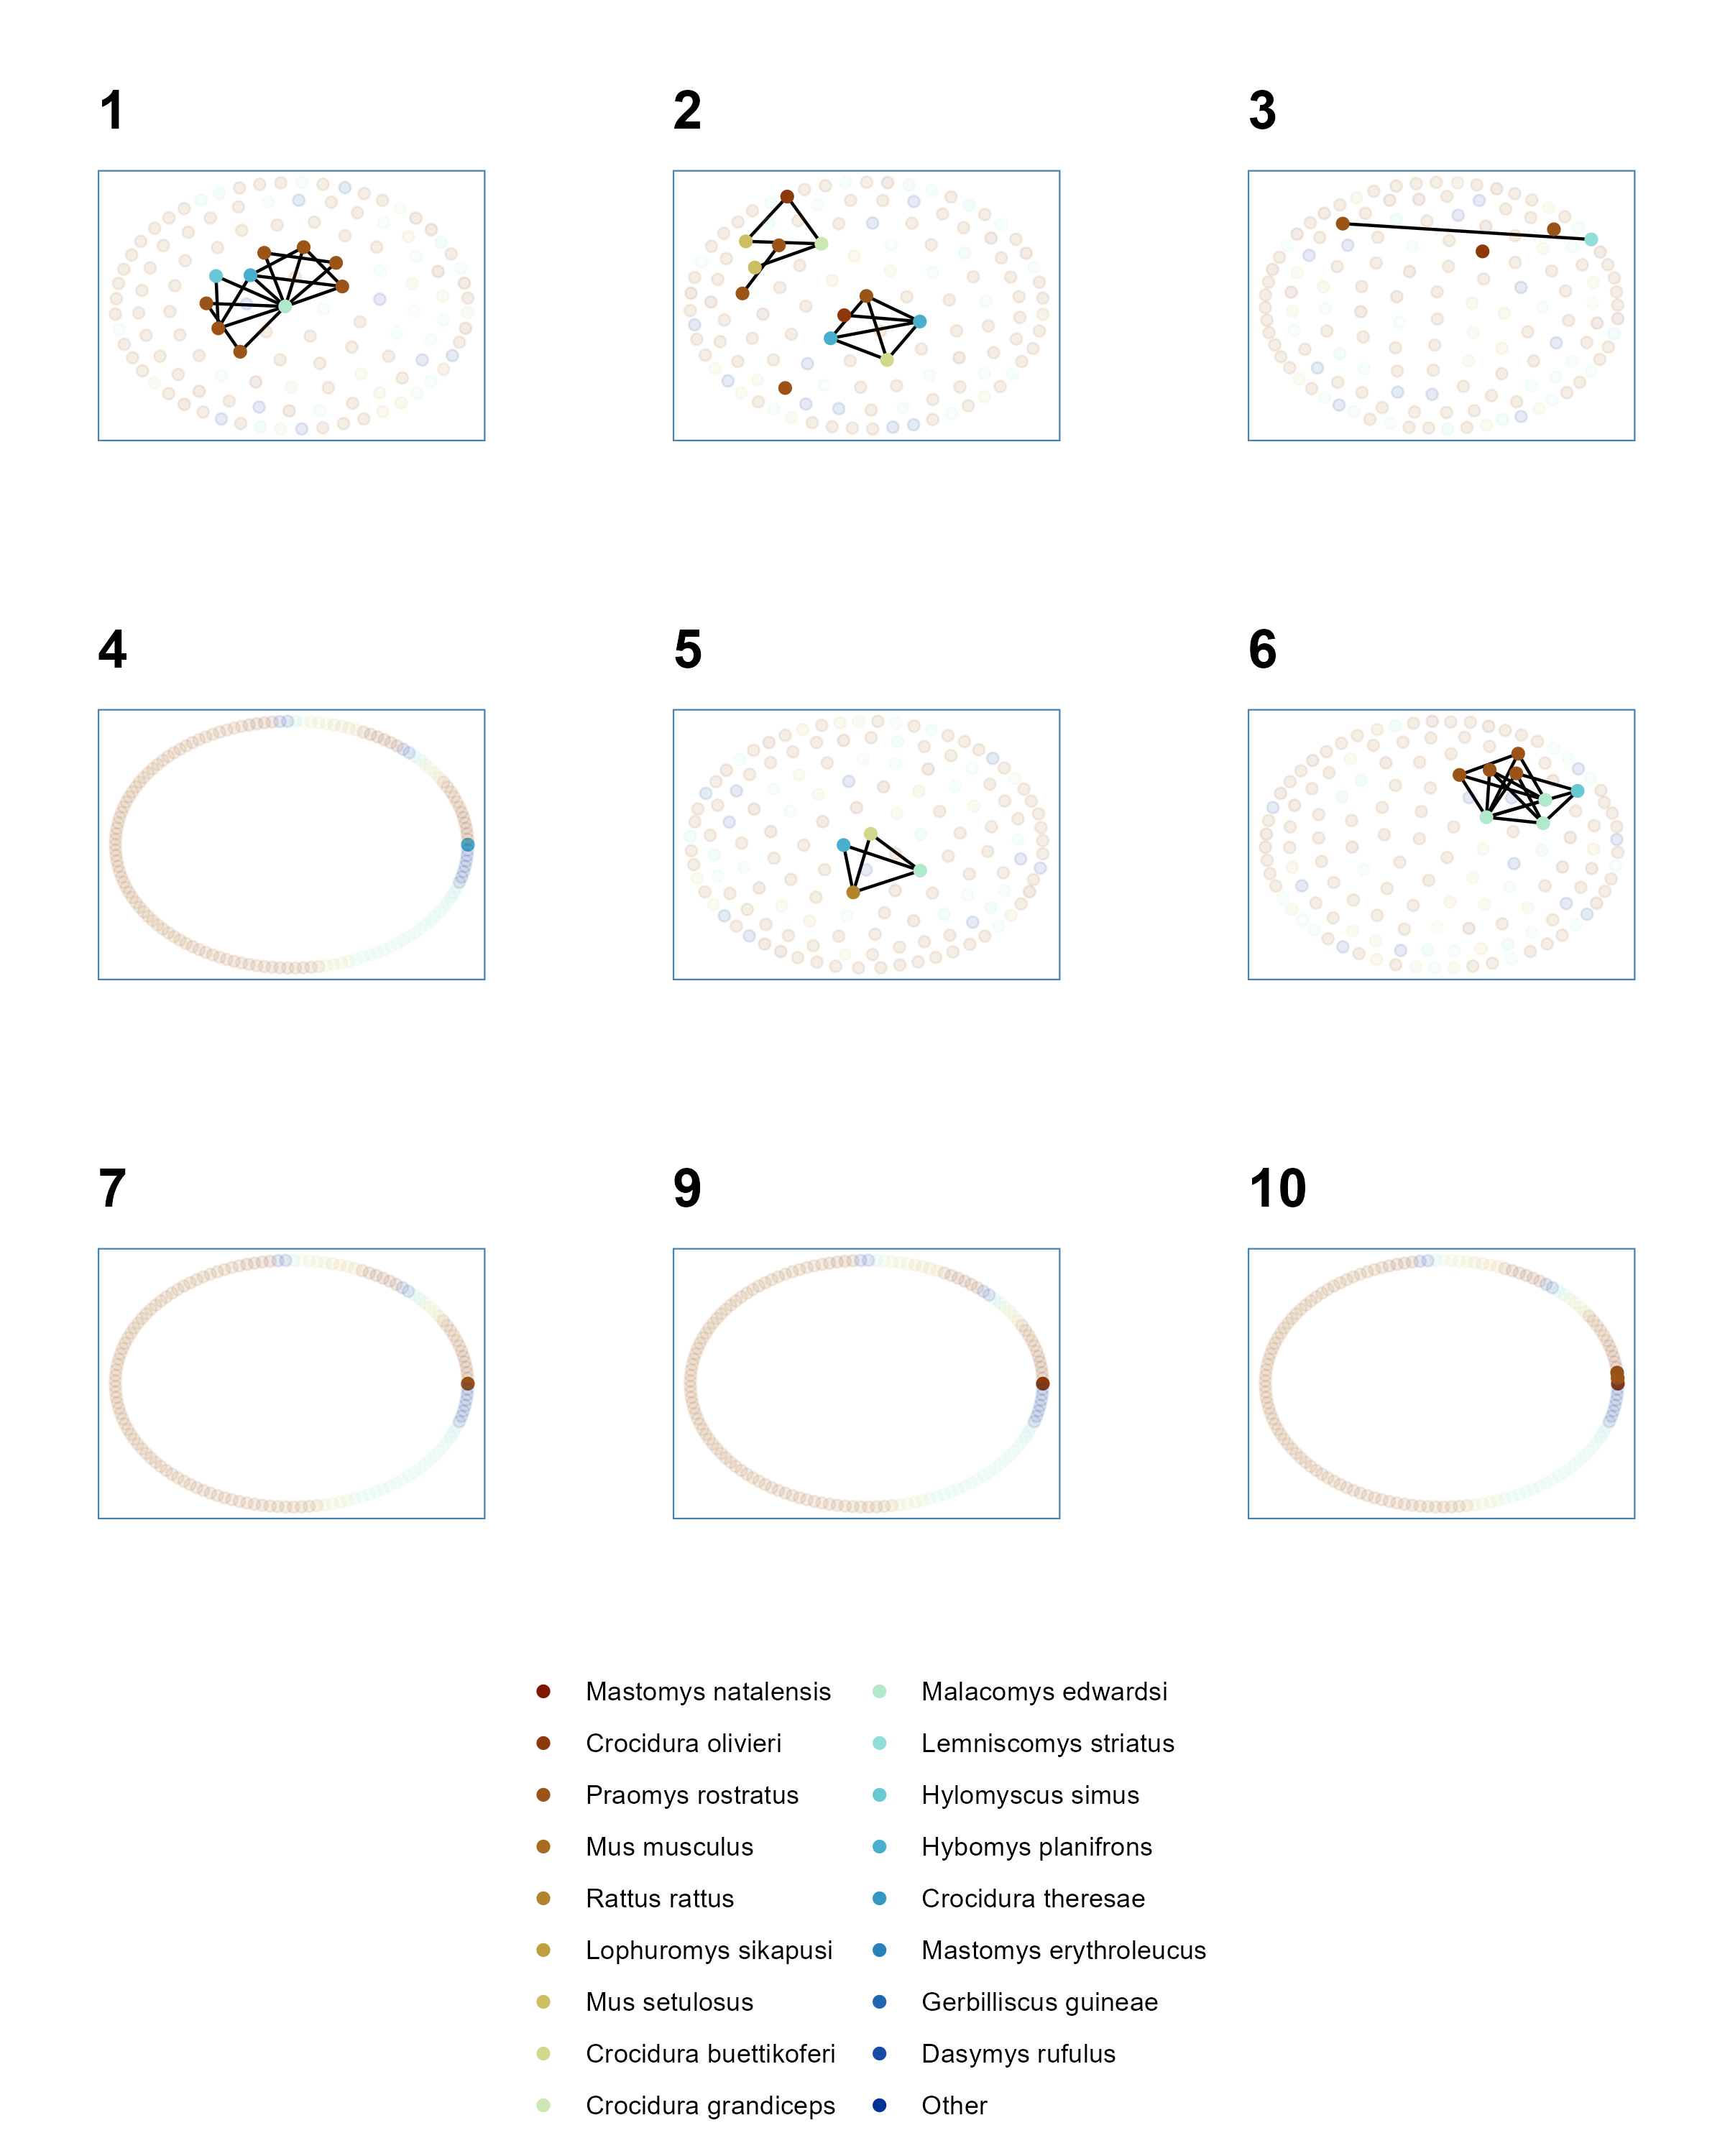 1
2
3
4
5
6
7
9
10
Mastomys natalensis
Crocidura olivieri
Praomys rostratus
Mus musculus
Rattus rattus
Lophuromys sikapusi
Mus setulosus
Crocidura buettikoferi
Crocidura grandiceps
Malacomys edwardsi
Lemniscomys striatus
Hylomyscus simus
Hybomys planifrons
Crocidura theresae
Mastomys erythroleucus
Gerbilliscus guineae
Dasymys rufulus
Other